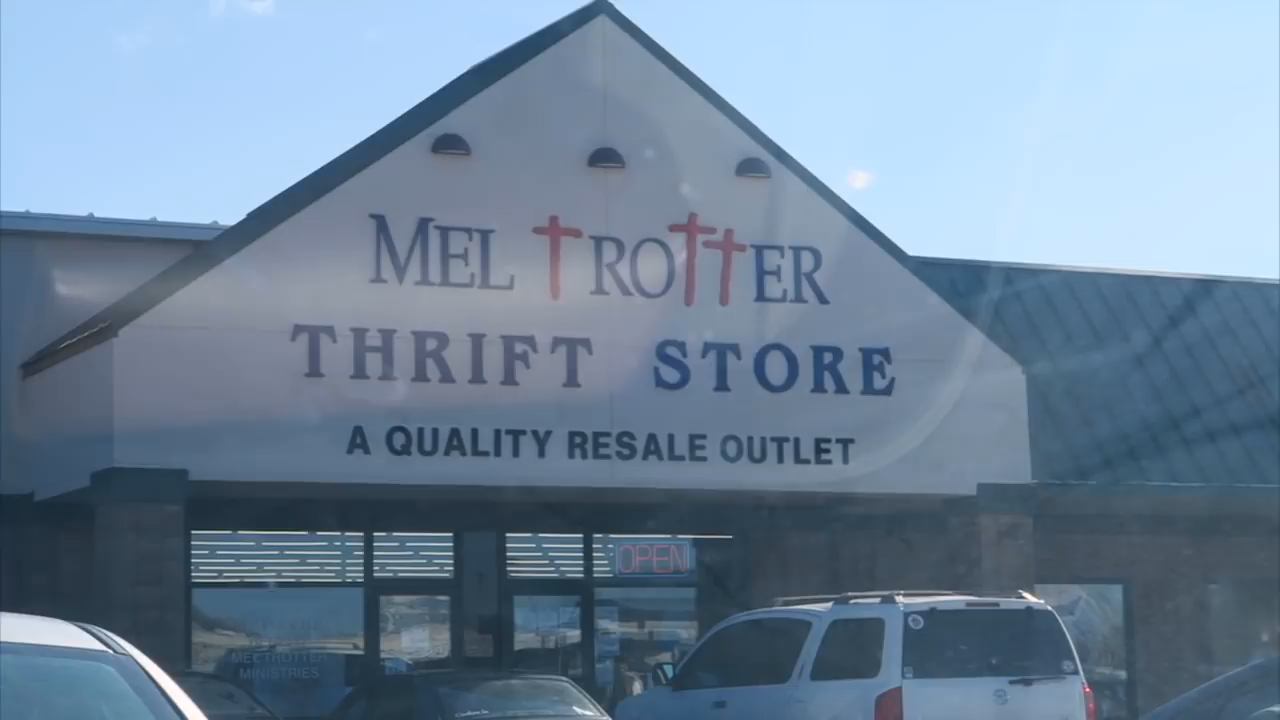 MEL TROTTER
THRIFT STORE
A QUALITY RESALE OUTLET
OPEN
MEL TROTTER
MINISTRIES